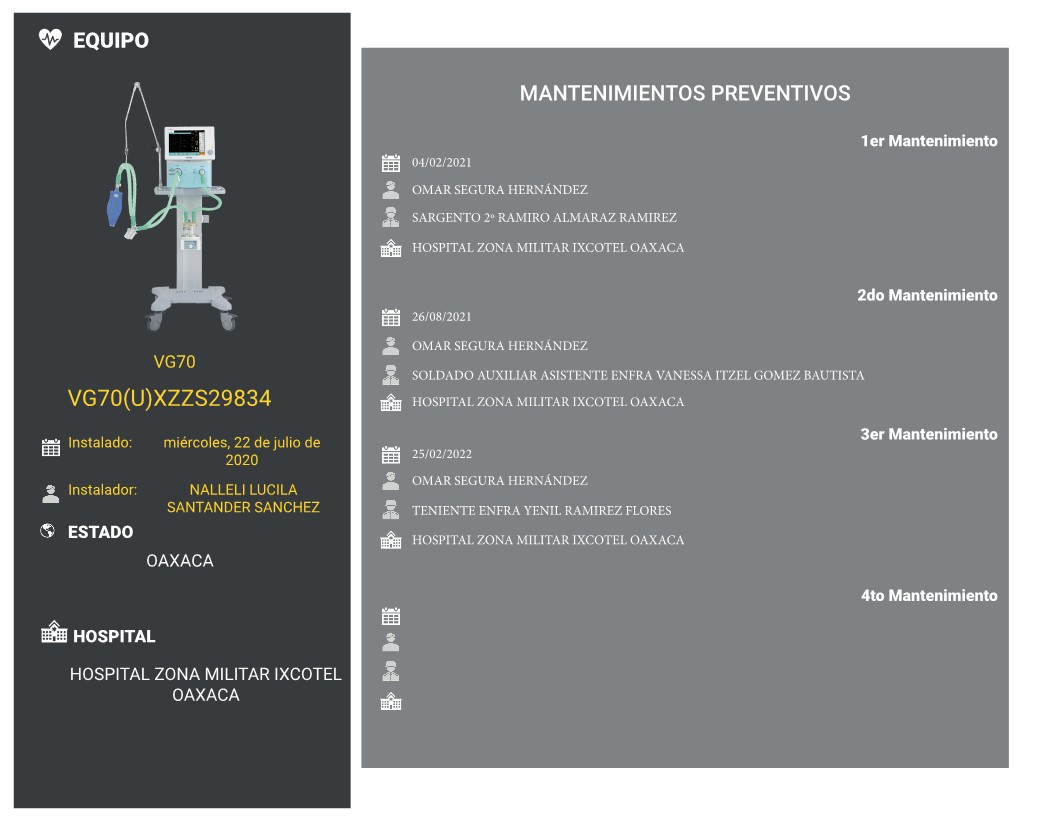 EQUIPO
VG70
VG70(U)XZZS29834
Instalado: miércoles, 22 de julio de
2020
Instalador: NALLELI LUCILA
SANTANDER SANCHEZ
ESTADO
OAXACA
HOSPITAL
HOSPITAL ZONA MILITAR IXCOTEL
OAXACA
MANTENIMIENTOS PREVENTIVOS
1er Mantenimiento
04/02/2021
OMAR SEGURA HERNÁNDEZ
SARGENTO 2º RAMIRO ALMARAZ RAMIREZ
HOSPITAL ZONA MILITAR IXCOTEL OAXACA
2do Mantenimiento
26/08/2021
OMAR SEGURA HERNÁNDEZ
SOLDADO AUXILIAR ASISTENTE ENFRA VANESSA ITZEL GOMEZ BAUTISTA
HOSPITAL ZONA MILITAR IXCOTEL OAXACA
3er Mantenimiento
25/02/2022
OMAR SEGURA HERNÁNDEZ
TENIENTE ENFRA YENIL RAMIREZ FLORES
HOSPITAL ZONA MILITAR IXCOTEL OAXACA
4to Mantenimiento